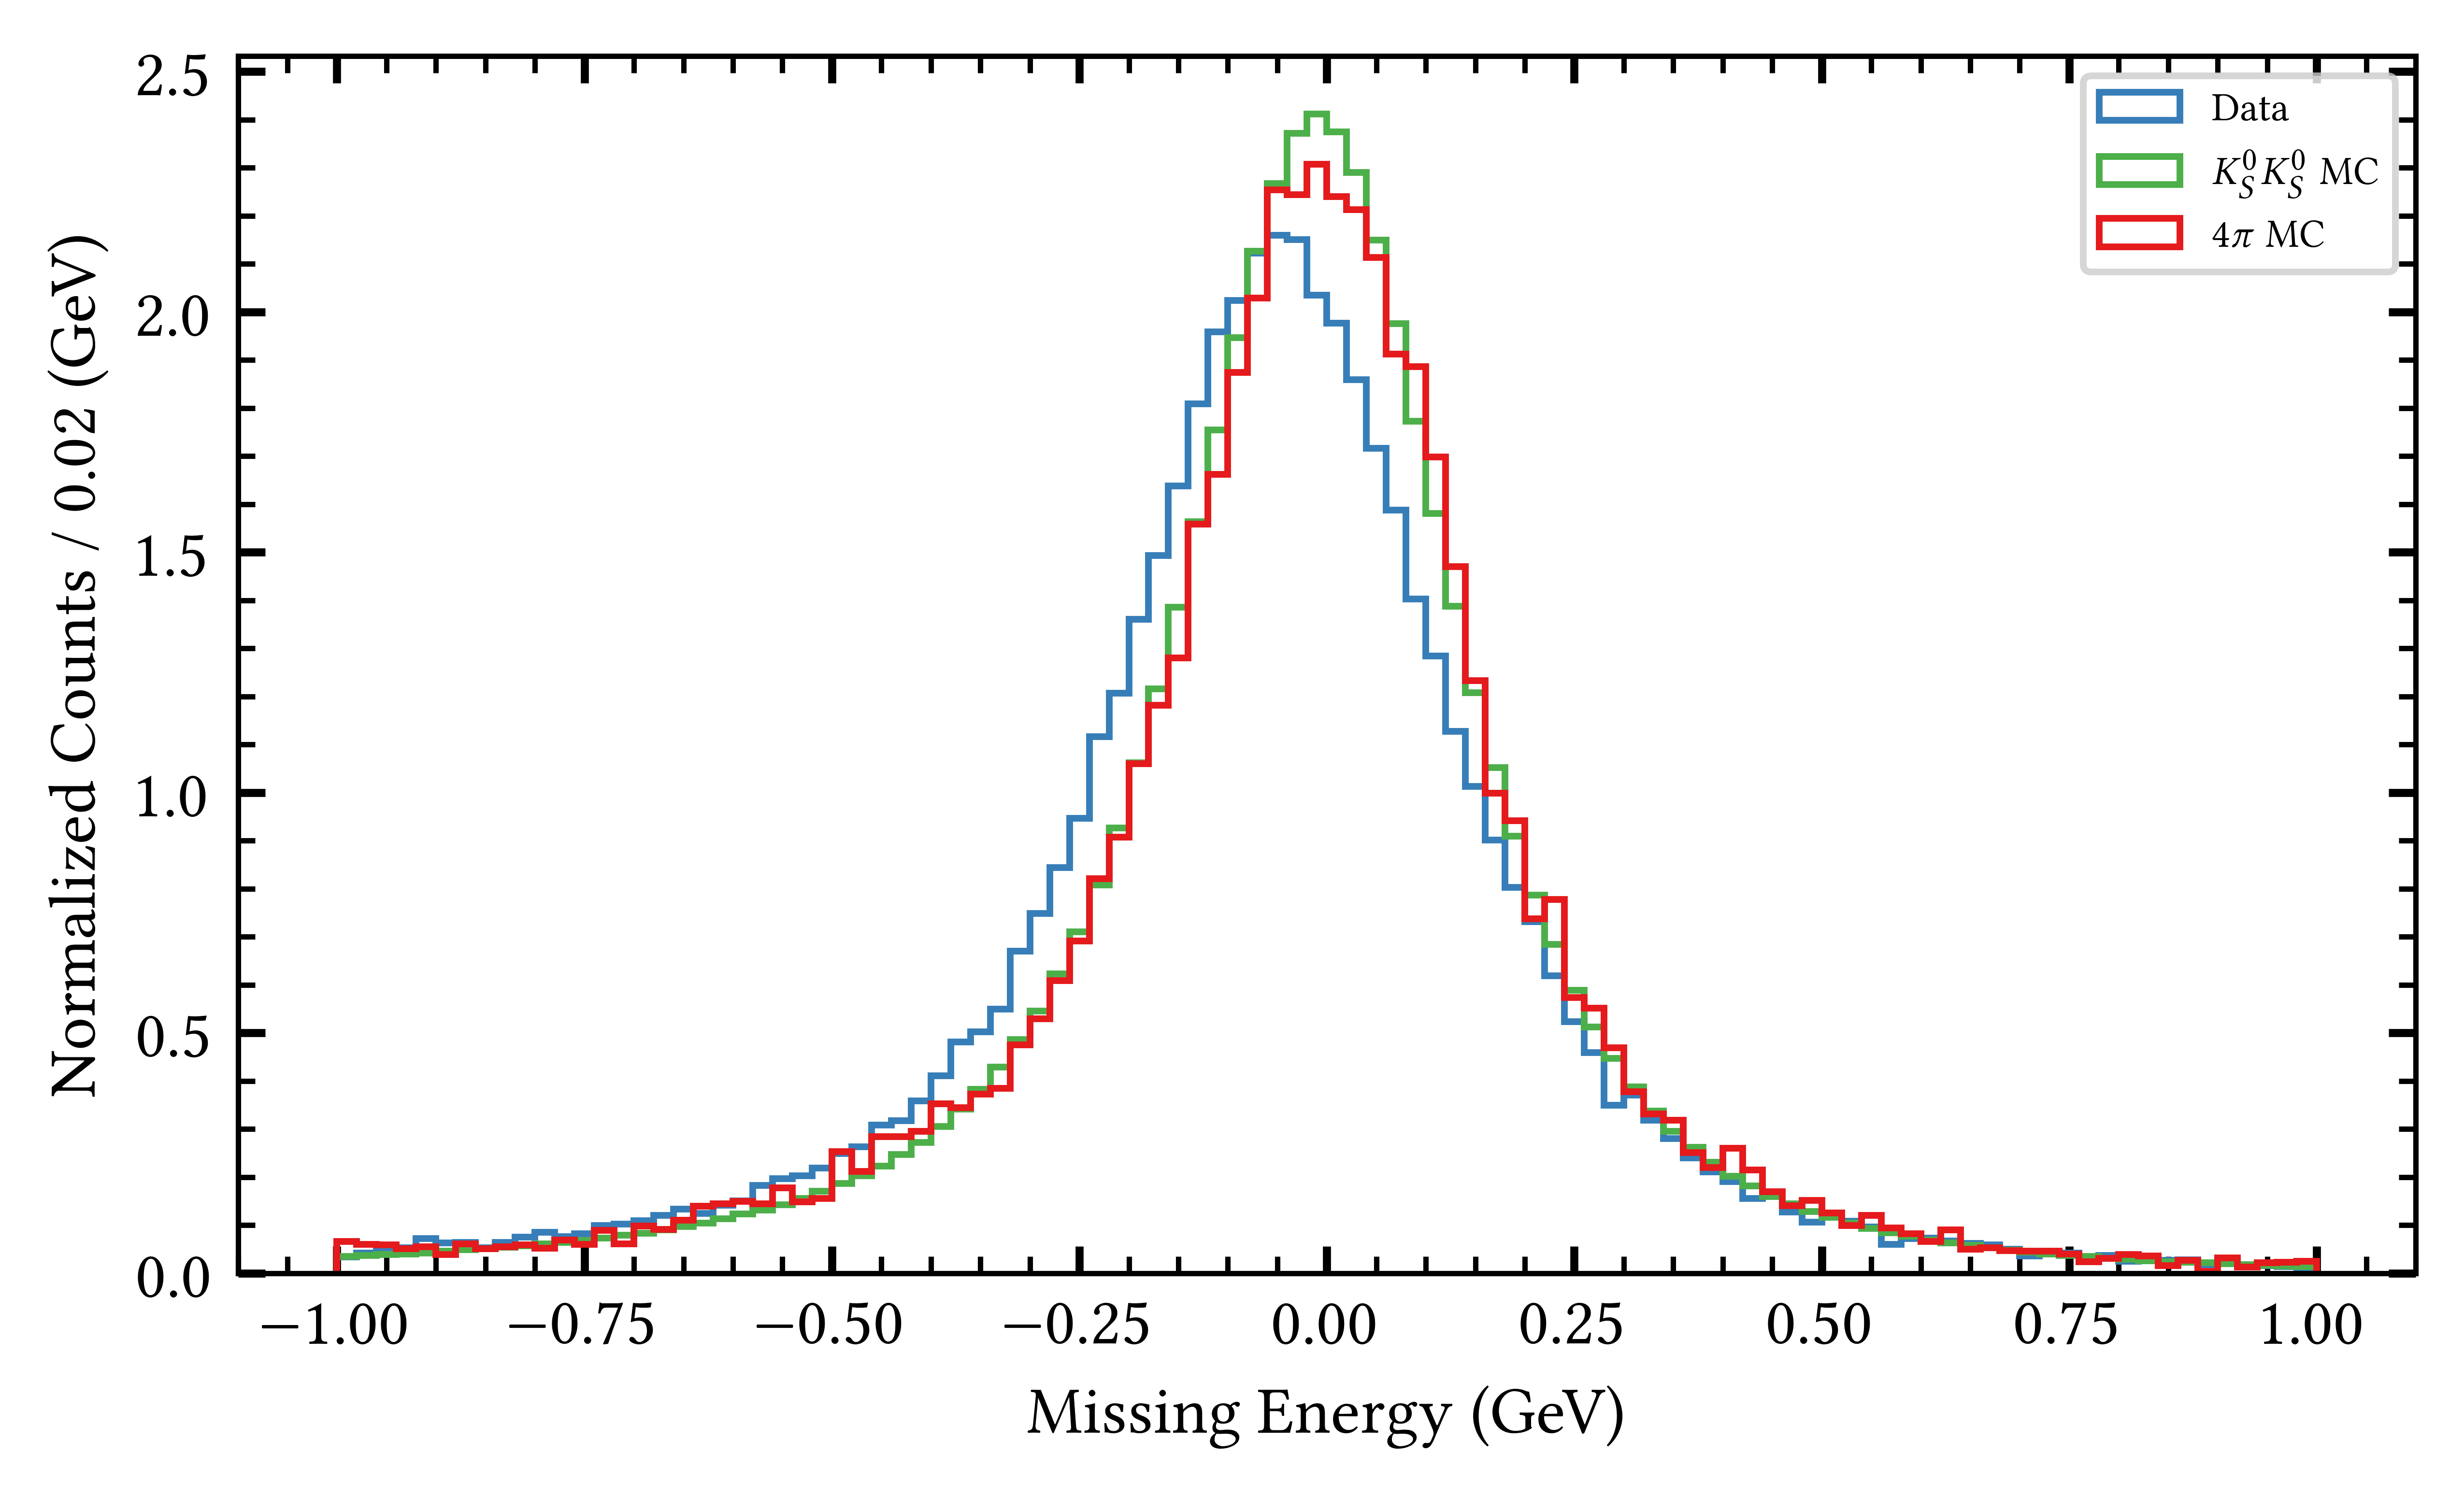 Normalized Counts / 0.02 (GeV)
2.5
2.0
1.5
1.0
0.5
0.0
Data
$K_S^0 K_S^0$ MC
4π MC
−1.00 −0.75 −0.50 −0.25 0.00 0.25 0.50 0.75 1.00
Missing Energy (GeV)